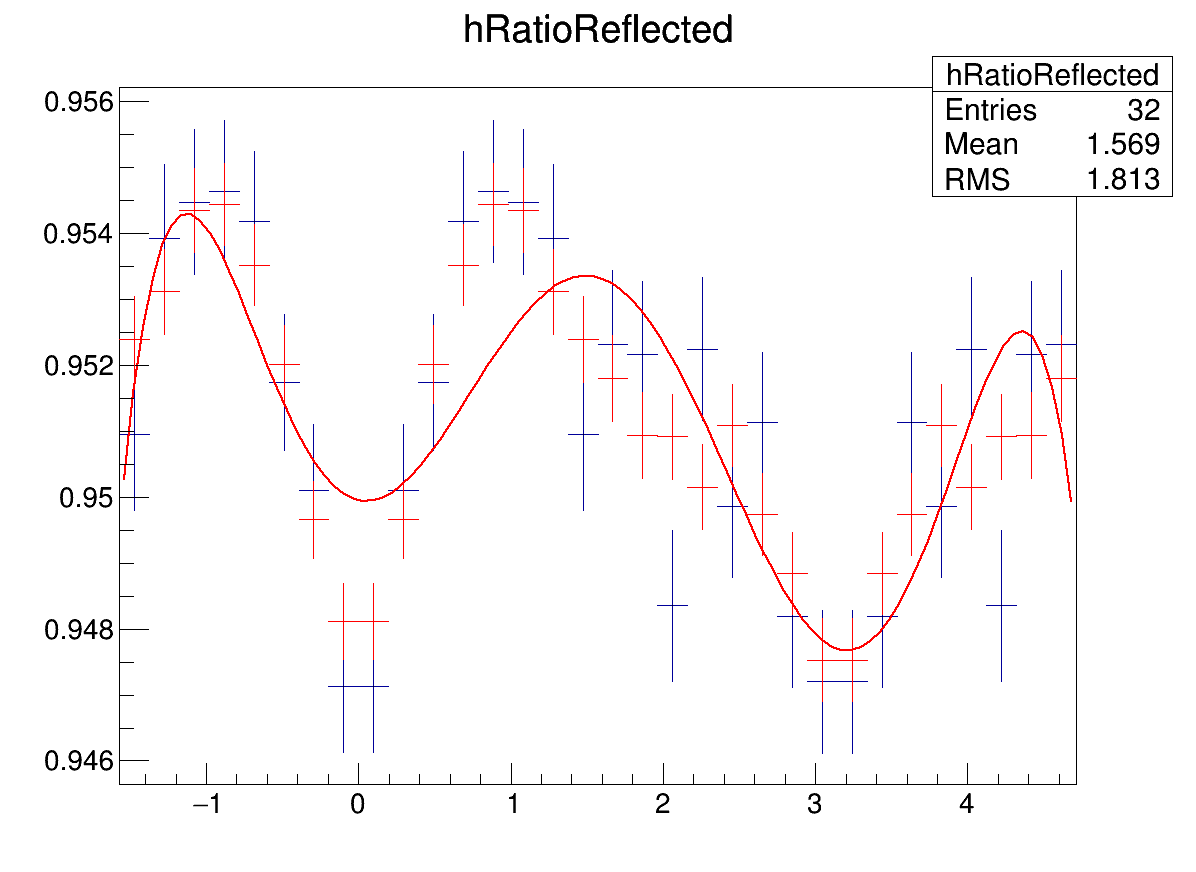 hRatioReflected
hRatioReflected
Entries 32
Mean 1.569
RMS 1.813
0.956
0.954
0.952
0.95
0.948
0.946
−1 0 1 2 3 4